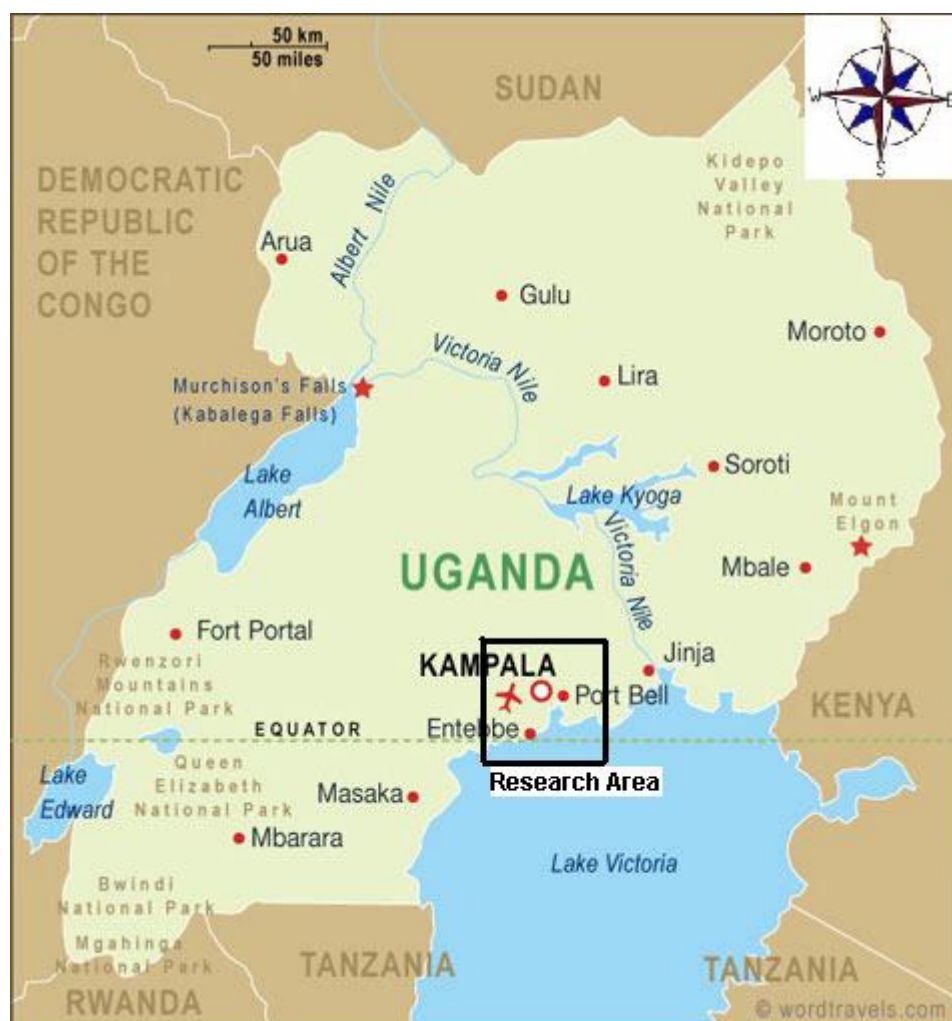 50 km
50 miles
N
W
E
S
SUDAN
DEMOCRATIC
REPUBLIC
OF THE
CONGO
Kidepo
Valley
National
Park
Arua
Albert Nile
Gulu
Moroto
Victoria Nile
Lira
Murchison's Falls
(Kabalega Falls)
Lake
Albert
Soroti
Lake Kyoga
Mount
Elgon
Victoria Nile
UGANDA
Mbale
Fort Portal
Rwenzori
Mountains
National Park
KAMPALA
Jinja
Port Bell
KENYA
EQUATOR
Entebbe
Lake
Edward
Queen
Elizabeth
National Park
Research Area
Masaka
Mbarara
Lake Victoria
Bwindi
National Park
Mgahinga
National Park
TANZANIA
TANZANIA
RWANDA
© wordtravels.com